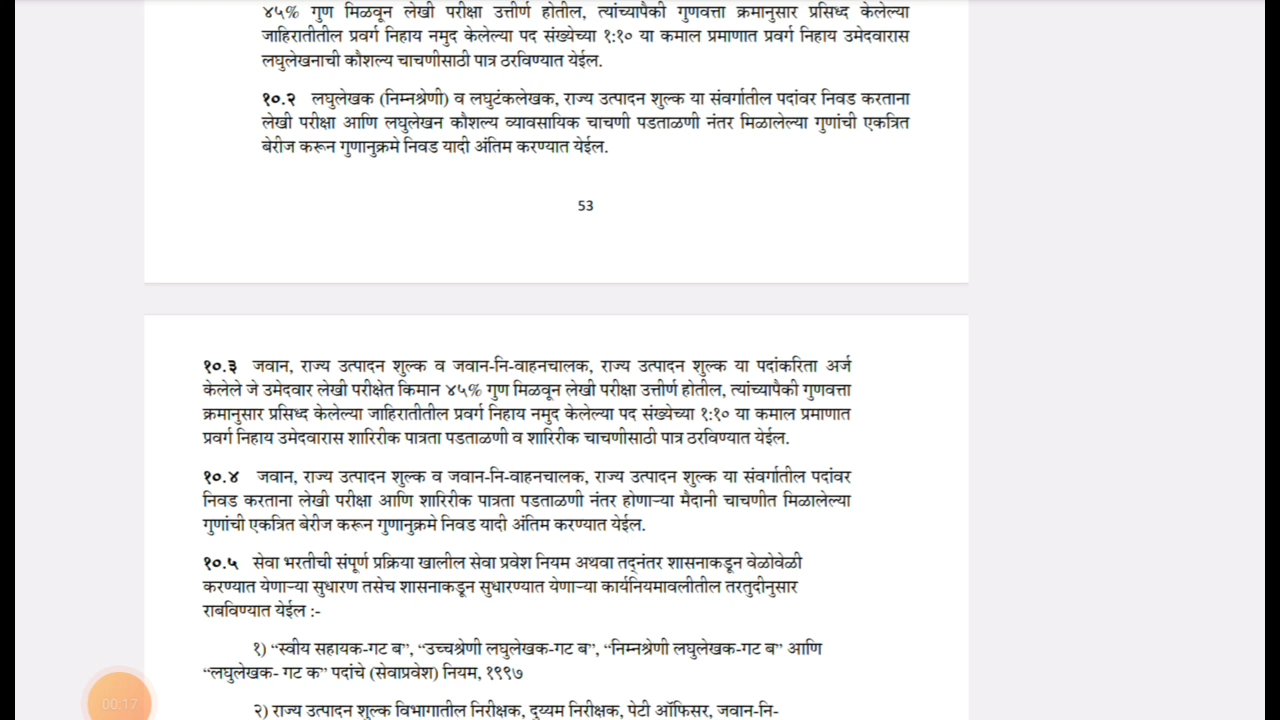 ४५% गुण मिळवून लेखी परीक्षा उत्तीर्ण होतील, त्यांच्यापैकी गुणवत्ता क्रमानुसार प्रसिध्द केलेल्या
जाहिरातीतील प्रवर्ग निहाय नमुद केलेल्या पद संख्येच्या १:१० या कमाल प्रमाणात प्रवर्ग निहाय उमेदवारास
लघुलेखनाची कौशल्य चाचणीसाठी पात्र ठरविण्यात येईल.
१०.२ लघुलेखक (निम्नश्रेणी) व लघुटंकलेखक, राज्य उत्पादन शुल्क या संवर्गातील पदांवर निवड करताना
लेखी परीक्षा आणि लघुलेखन कौशल्य व्यावसायिक चाचणी पडताळणी नंतर मिळालेल्या गुणांची एकत्रित
बेरीज करून गुणानुक्रमे निवड यादी अंतिम करण्यात येईल.
53
१०.३ जवान, राज्य उत्पादन शुल्क व जवान-नि-वाहनचालक, राज्य उत्पादन शुल्क या पदांकरिता अर्ज
केलेले जे उमेदवार लेखी परीक्षेत किमान ४५% गुण मिळवून लेखी परीक्षा उत्तीर्ण होतील, त्यांच्यापैकी गुणवत्ता
क्रमानुसार प्रसिध्द केलेल्या जाहिरातीतील प्रवर्ग निहाय नमुद केलेल्या पद संख्येच्या १:१० या कमाल प्रमाणात
प्रवर्ग निहाय उमेदवारास शारिरीक पात्रता पडताळणी व शारिरीक चाचणीसाठी पात्र ठरविण्यात येईल.
१०.४ जवान, राज्य उत्पादन शुल्क व जवान-नि-वाहनचालक, राज्य उत्पादन शुल्क या संवर्गातील पदांवर
निवड करताना लेखी परीक्षा आणि शारिरीक पात्रता पडताळणी नंतर होणाऱ्या मैदानी चाचणीत मिळालेल्या
गुणांची एकत्रित बेरीज करून गुणानुक्रमे निवड यादी अंतिम करण्यात येईल.
१०.५ सेवा भरतीची संपूर्ण प्रक्रिया खालील सेवा प्रवेश नियम अथवा तद्नंतर शासनाकडून वेळोवेळी
करण्यात येणाऱ्या सुधारण तसेच शासनाकडून सुधारण्यात येणाऱ्या कार्यनियमावलीतील तरतुदीनुसार
राबविण्यात येईल :-
१) “स्वीय सहायक-गट ब”, “उच्चश्रेणी लघुलेखक-गट ब”, “निम्नश्रेणी लघुलेखक-गट ब” आणि
“लघुलेखक- गट क” पदांचे (सेवाप्रवेश) नियम, १९९७
२) राज्य उत्पादन शुल्क विभागातील निरीक्षक, दुय्यम निरीक्षक, पेटी ऑफिसर, जवान-नि-
00:17